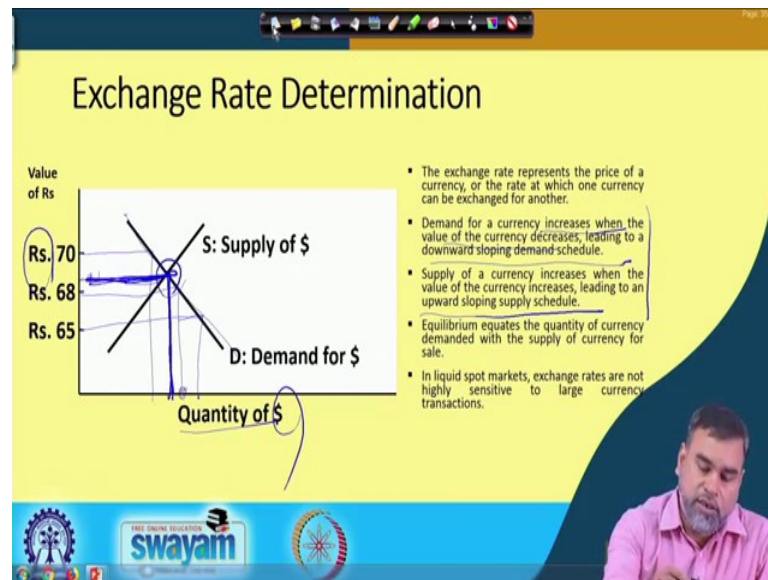 Page: 35
Exchange Rate Determination
Value
of Rs
Rs. 70
Rs. 68
Rs. 65
S: Supply of $
D: Demand for $
Quantity of $
▪ The exchange rate represents the price of a
currency, or the rate at which one currency
can be exchanged for another.
▪ Demand for a currency increases when the
value of the currency decreases, leading to a
downward sloping demand schedule.
▪ Supply of a currency increases when the
value of the currency increases, leading to an
upward sloping supply schedule.
▪ Equilibrium equates the quantity of currency
demanded with the supply of currency for
sale.
▪ In liquid spot markets, exchange rates are not
highly sensitive to large currency
transactions.
FREE ONLINE EDUCATION
swayam